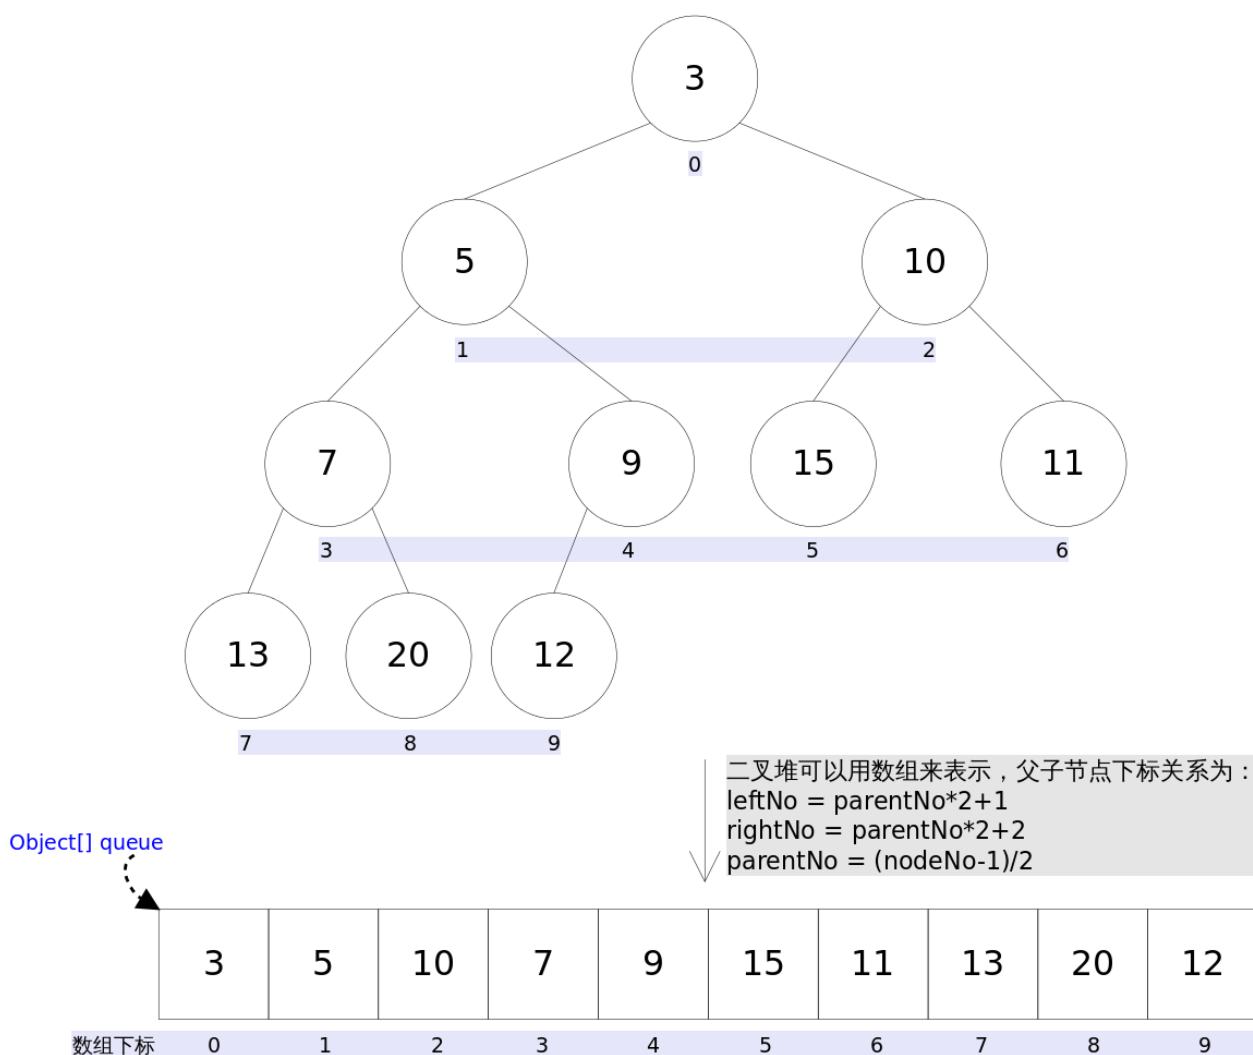 3
0
5 10
1 2
7 9 15 11
3 4 5 6
13 20 12
7 8 9
二叉堆可以用数组来表示，父子节点下标关系为：
leftNo = parentNo*2+1
rightNo = parentNo*2+2
parentNo = (nodeNo-1)/2
Object[] queue
3 5 10 7 9 15 11 13 20 12
数组下标 0 1 2 3 4 5 6 7 8 9